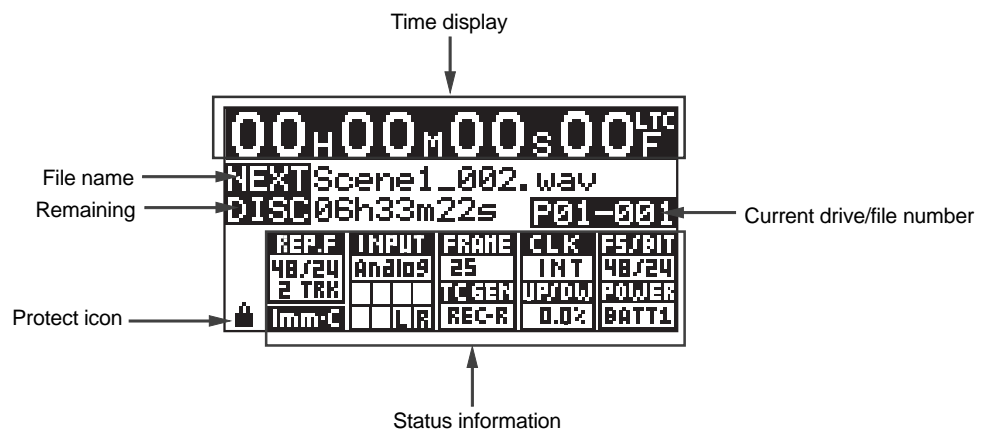 Time display
00H00M00S00F LTC
File name
NEXT Scene1_002.wav
Remaining
DISC 06h33m22s P01-001
Current drive/file number
REP.F INPUT FRAME CLK FS/BIT
48/24 Analog 25 INT 48/24
2 TRK TC GEN UP/DW POWER
Protect icon
Imm-C L R REC-R 0.0% BATT1
Status information